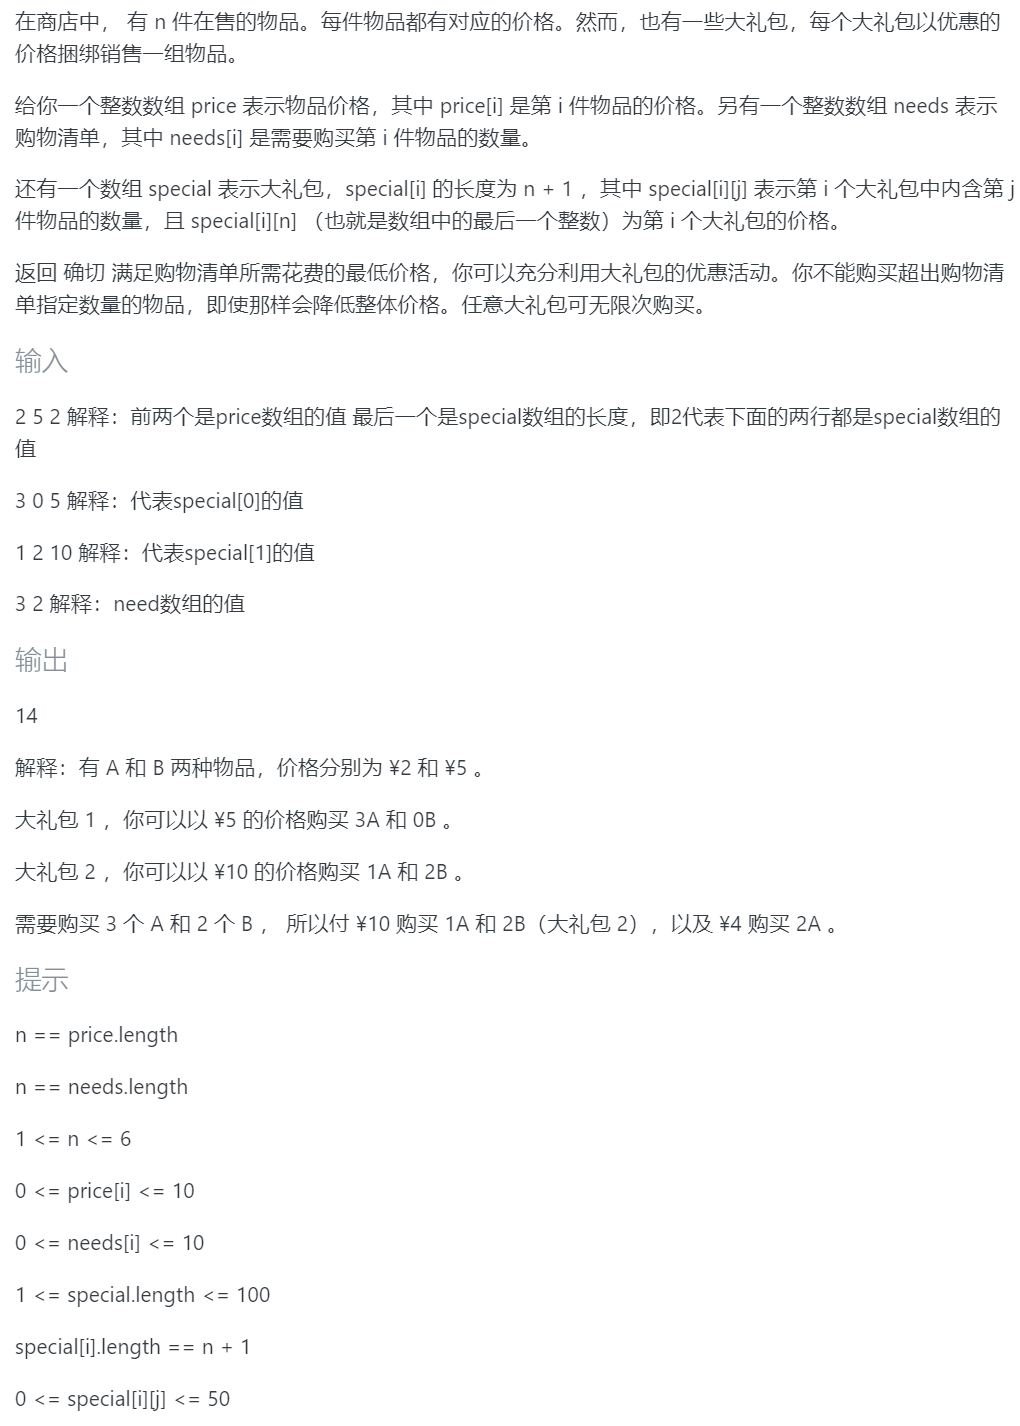 在商店中， 有 n 件在售的物品。每件物品都有对应的价格。然而，也有一些大礼包，每个大礼包以优惠的
价格捆绑销售一组物品。
给你一个整数数组 price 表示物品价格，其中 price[i] 是第 i 件物品的价格。另有一个整数数组 needs 表示
购物清单，其中 needs[i] 是需要购买第 i 件物品的数量。
还有一个数组 special 表示大礼包，special[i] 的长度为 n + 1 ，其中 special[i][j] 表示第 i 个大礼包中内含第 j
件物品的数量，且 special[i][n] （也就是数组中的最后一个整数）为第 i 个大礼包的价格。
返回 确切 满足购物清单所需花费的最低价格，你可以充分利用大礼包的优惠活动。你不能购买超出购物清
单指定数量的物品，即使那样会降低整体价格。任意大礼包可无限次购买。
输入
2 5 2 解释：前两个是price数组的值 最后一个是special数组的长度，即2代表下面的两行都是special数组的
值
3 0 5 解释：代表special[0]的值
1 2 10 解释：代表special[1]的值
3 2 解释：need数组的值
输出
14
解释：有 A 和 B 两种物品，价格分别为 ¥2 和 ¥5 。
大礼包 1 ，你可以以 ¥5 的价格购买 3A 和 0B 。
大礼包 2 ，你可以以 ¥10 的价格购买 1A 和 2B 。
需要购买 3 个 A 和 2 个 B ， 所以付 ¥10 购买 1A 和 2B（大礼包 2），以及 ¥4 购买 2A 。
提示
n == price.length
n == needs.length
1 <= n <= 6
0 <= price[i] <= 10
0 <= needs[i] <= 10
1 <= special.length <= 100
special[i].length == n + 1
0 <= special[i][j] <= 50